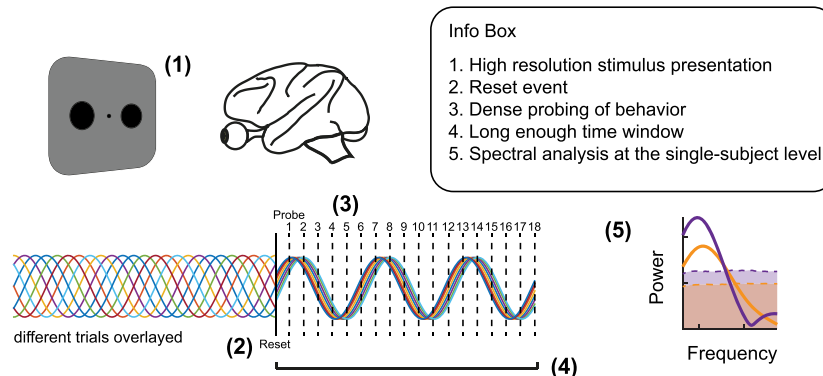 (1)
Info Box
1. High resolution stimulus presentation
2. Reset event
3. Dense probing of behavior
4. Long enough time window
5. Spectral analysis at the single-subject level
(3)
Probe
1 2 3 4 5 6 7 8 9 10 11 12 13 14 15 16 17 18
different trials overlayed
(2)
Reset
(4)
(5)
Power
Frequency